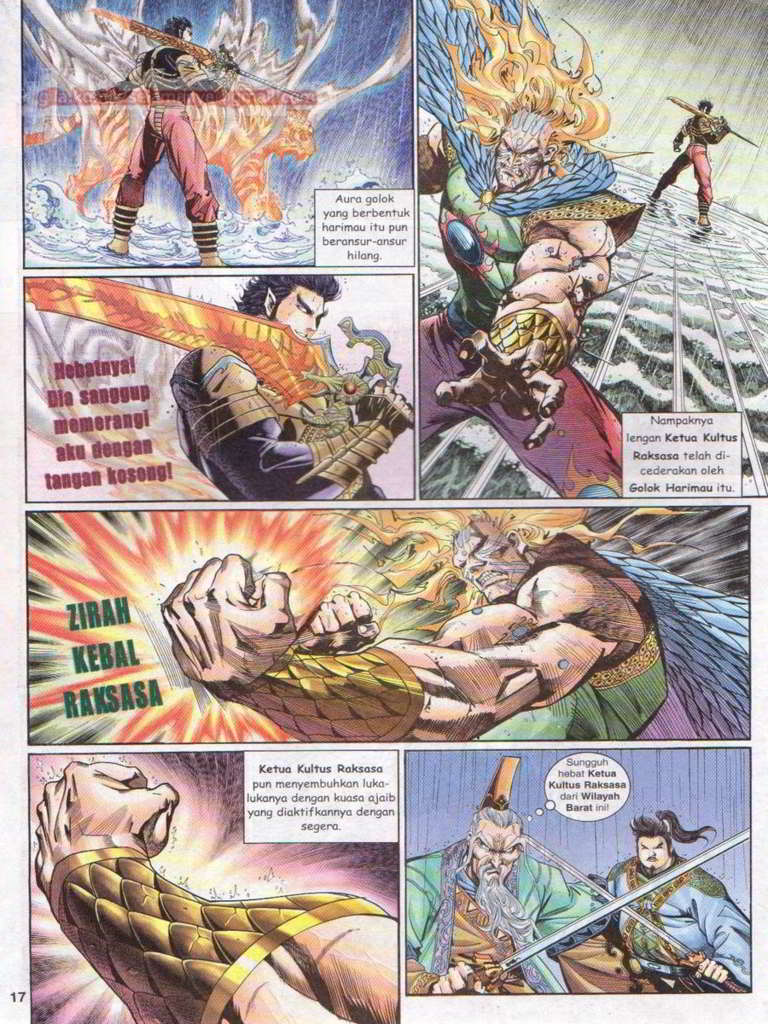 Aura golok
yang berbentuk
harimau itu pun
beransur-ansur
hilang.
Nampaknya
lengan Ketua Kultus
Raksasa telah di-
cederakan oleh
Golok Harimau itu.
Hebatnya!
Dia sanggup
memerangi
aku dengan
tangan kosong!
ZIRAH
KEBAL
RAKSASA
Ketua Kultus Raksasa
pun menyembuhkan luka-
lukanya dengan kuasa ajaib
yang diaktifkannya dengan
segera.
Sungguh
hebat Ketua
Kultus Raksasa
dari Wilayah
Barat ini!
17